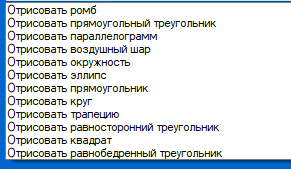 Отрисовать ромб
Отрисовать прямоугольный треугольник
Отрисовать параллелограмм
Отрисовать воздушный шар
Отрисовать окружность
Отрисовать эллипс
Отрисовать прямоугольник
Отрисовать круг
Отрисовать трапецию
Отрисовать равносторонний треугольник
Отрисовать квадрат
Отрисовать равнобедренный треугольник